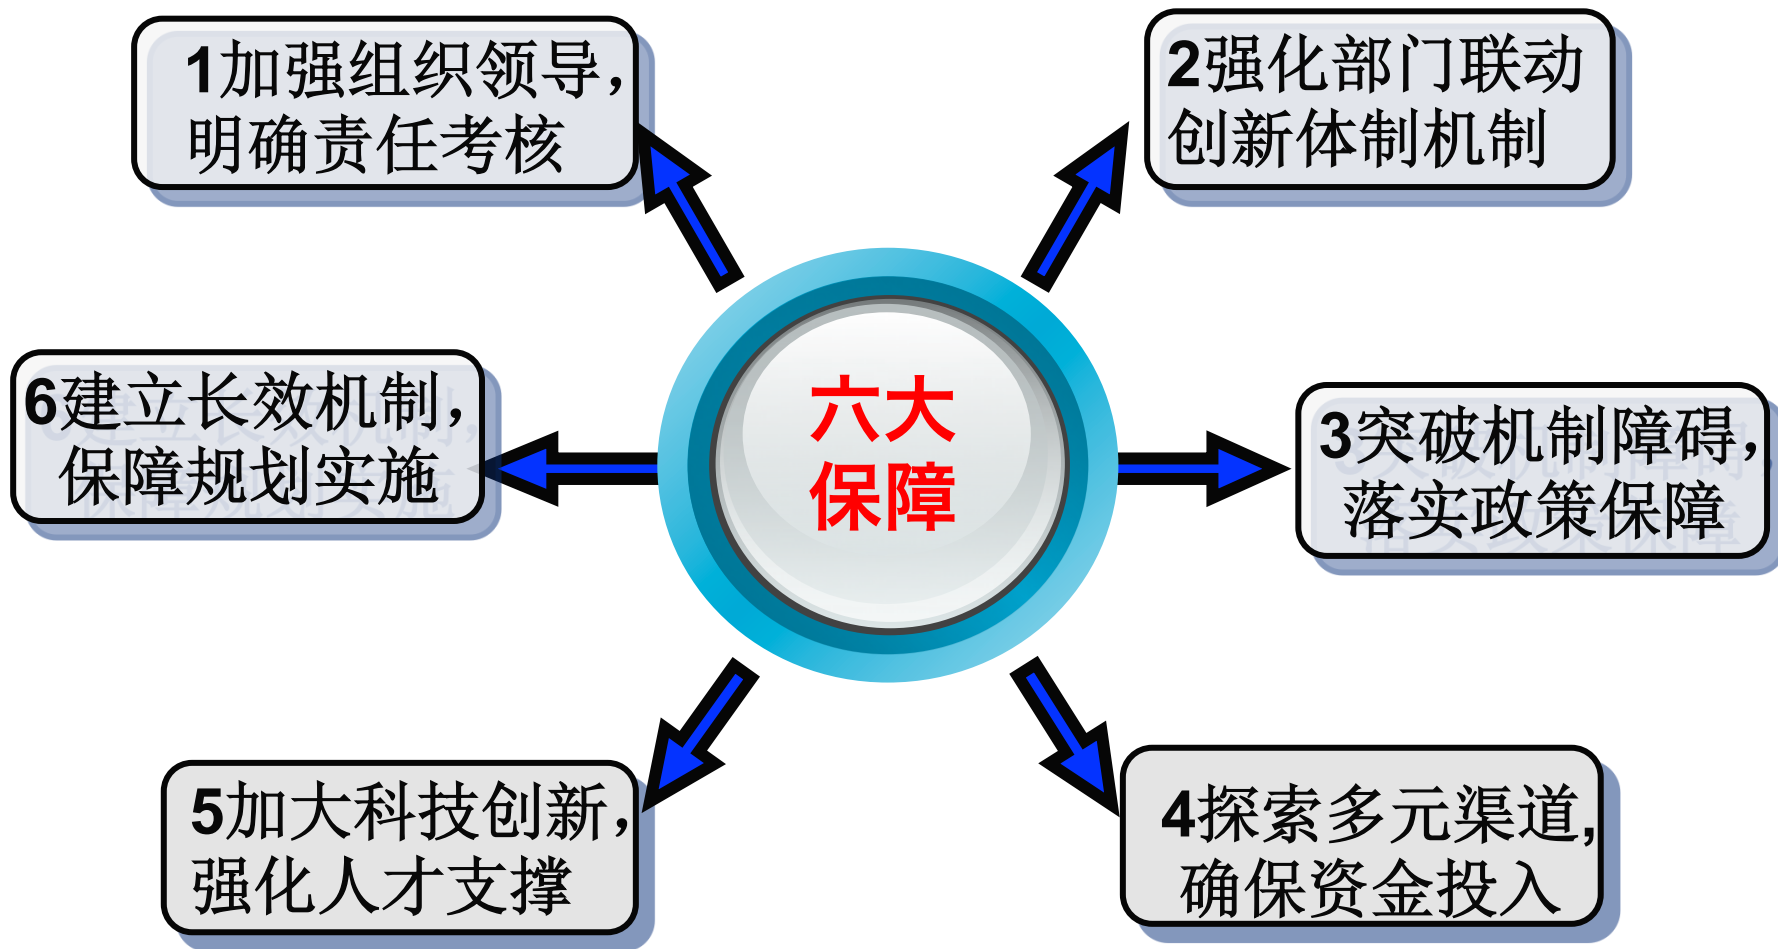 1加强组织领导，
明确责任考核
2强化部门联动
创新体制机制
六大
保障
6建立长效机制，
保障规划实施
3突破机制障碍，
落实政策保障
5加大科技创新，
强化人才支撑
4探索多元渠道,
确保资金投入